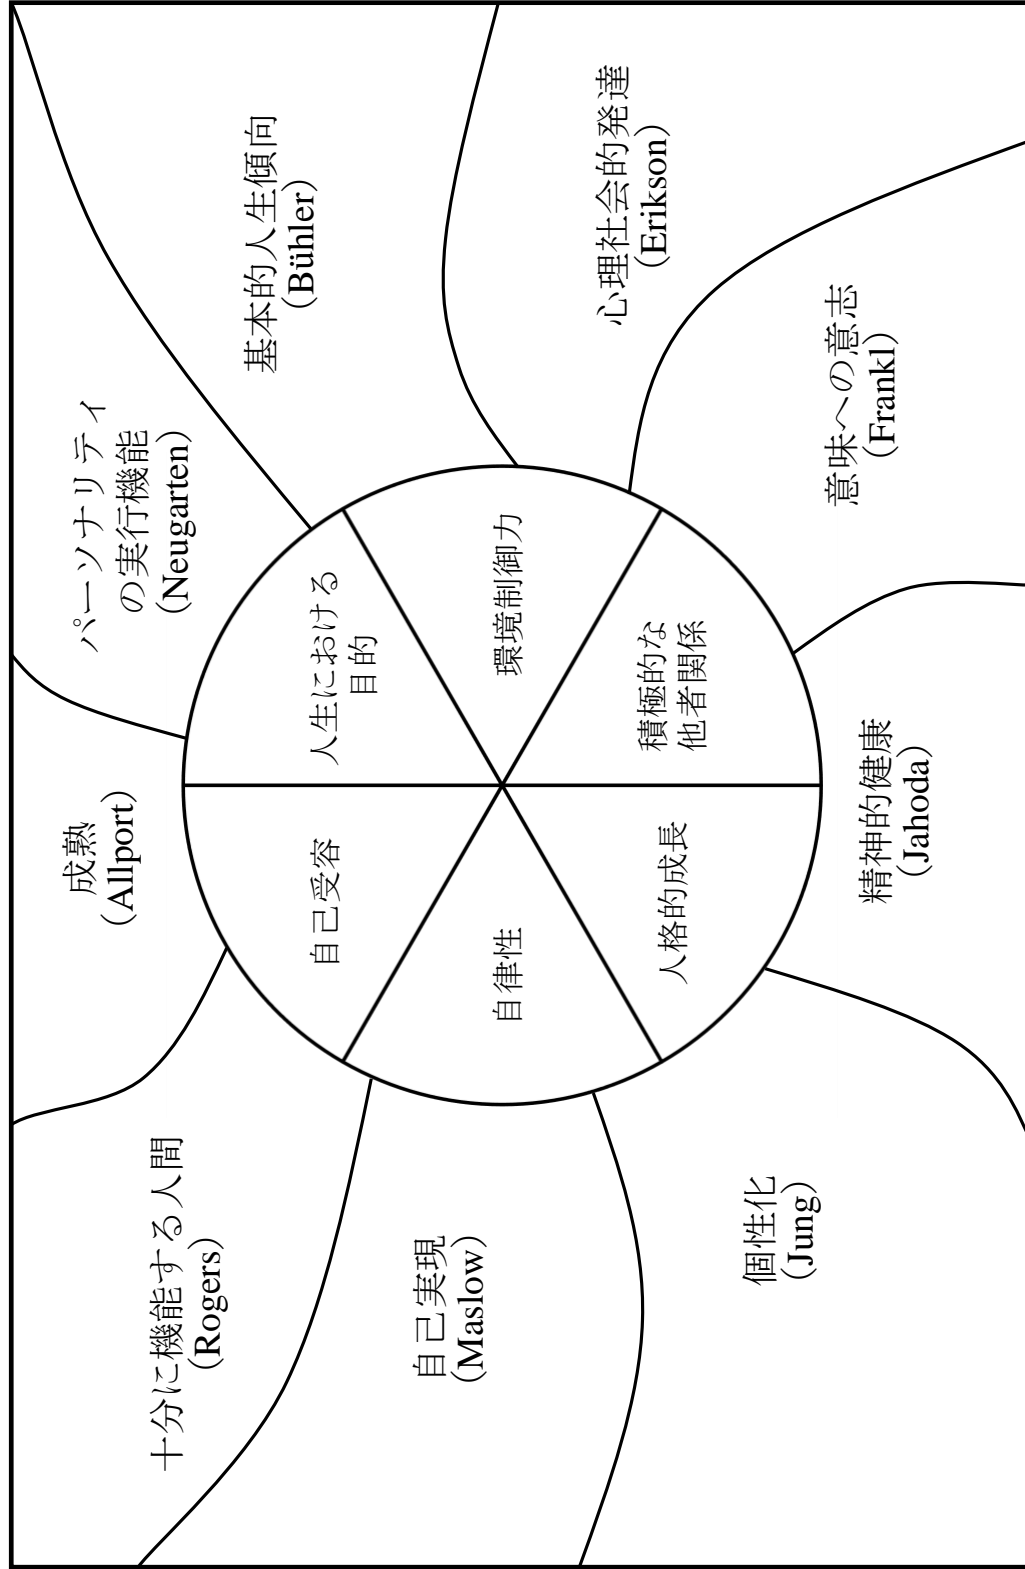 十分に機能する人間
(Rogers)
成熟
(Allport)
パーソナリティ
の実行機能
(Neugarten)
基本的人生傾向
(Bühler)
自己受容
人生における
目的
自己実現
(Maslow)
自律性
環境制御力
心理社会的発達
(Erikson)
人格的成長
積極的な
他者関係
個性化
(Jung)
精神的健康
(Jahoda)
意味への意志
(Frankl)